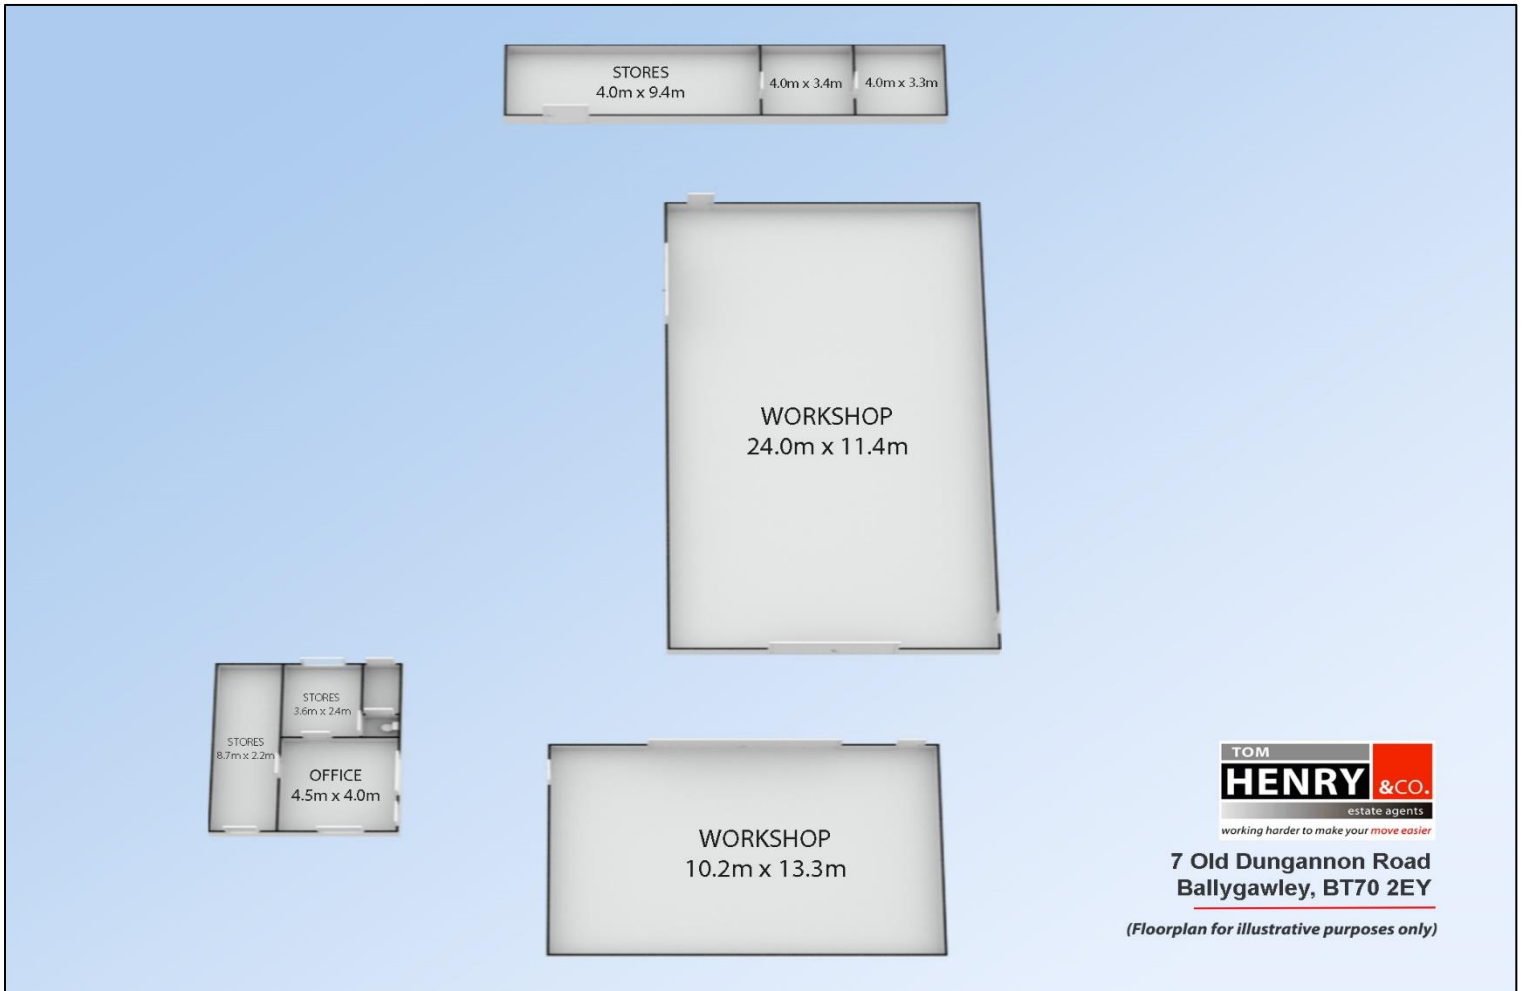 STORES
4.0m x 9.4m
4.0m x 3.4m
4.0m x 3.3m
WORKSHOP
24.0m x 11.4m
STORES
3.6m x 2.4m
STORES
8.7m x 2.2m
OFFICE
4.5m x 4.0m
WORKSHOP
10.2m x 13.3m
TOM
HENRY &CO.
estate agents
working harder to make your move easier
7 Old Dungannon Road
Ballygawley, BT70 2EY
(Floorplan for illustrative purposes only)